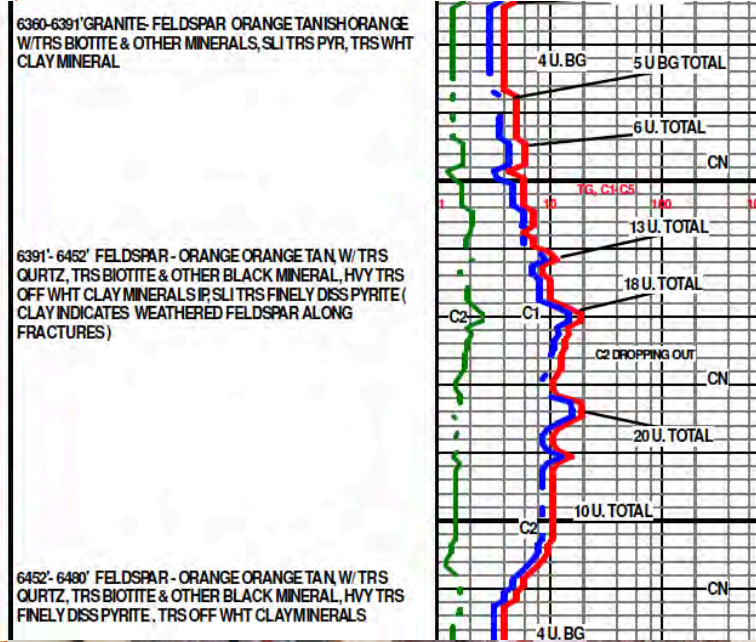 6360-6391'GRANITE- FELDSPAR ORANGE TANISHORANGE
W/TRS BIOTITE & OTHER MINERALS, SLI TRS PYR, TRS WHT
CLAY MINERAL
4 U. BG
5 U BG TOTAL
6 U. TOTAL
CN
TG, C1-C5
1
10
100
13 U. TOTAL
6391'- 6452' FELDSPAR - ORANGE ORANGE TAN, W/ TRS
QURTZ, TRS BIOTITE & OTHER BLACK MINERAL, HVY TRS
OFF WHT CLAY MINERALS IP, SLI TRS FINELY DISS PYRITE (
CLAY INDICATES WEATHERED FELDSPAR ALONG
FRACTURES )
18 U. TOTAL
C2
C1
C2 DROPPING OUT
CN
20 U. TOTAL
10 U. TOTAL
C2
6452'- 6480' FELDSPAR - ORANGE ORANGE TAN, W/ TRS
QURTZ, TRS BIOTITE & OTHER BLACK MINERAL, HVY TRS
FINELY DISS PYRITE , TRS OFF WHT CLAY MINERALS
CN
4 U. BG